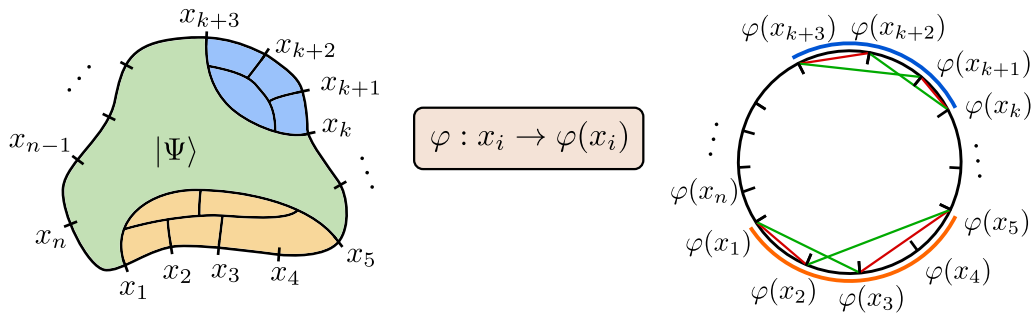 x_{k+3}
x_{k+2}
x_{k+1}
x_k
x_{n-1}
|Ψ⟩
x_n
x_1
x_2
x_3
x_4
x_5
φ : x_i → φ(x_i)
φ(x_{k+3})
φ(x_{k+2})
φ(x_{k+1})
φ(x_k)
φ(x_n)
φ(x_1)
φ(x_2)
φ(x_3)
φ(x_4)
φ(x_5)